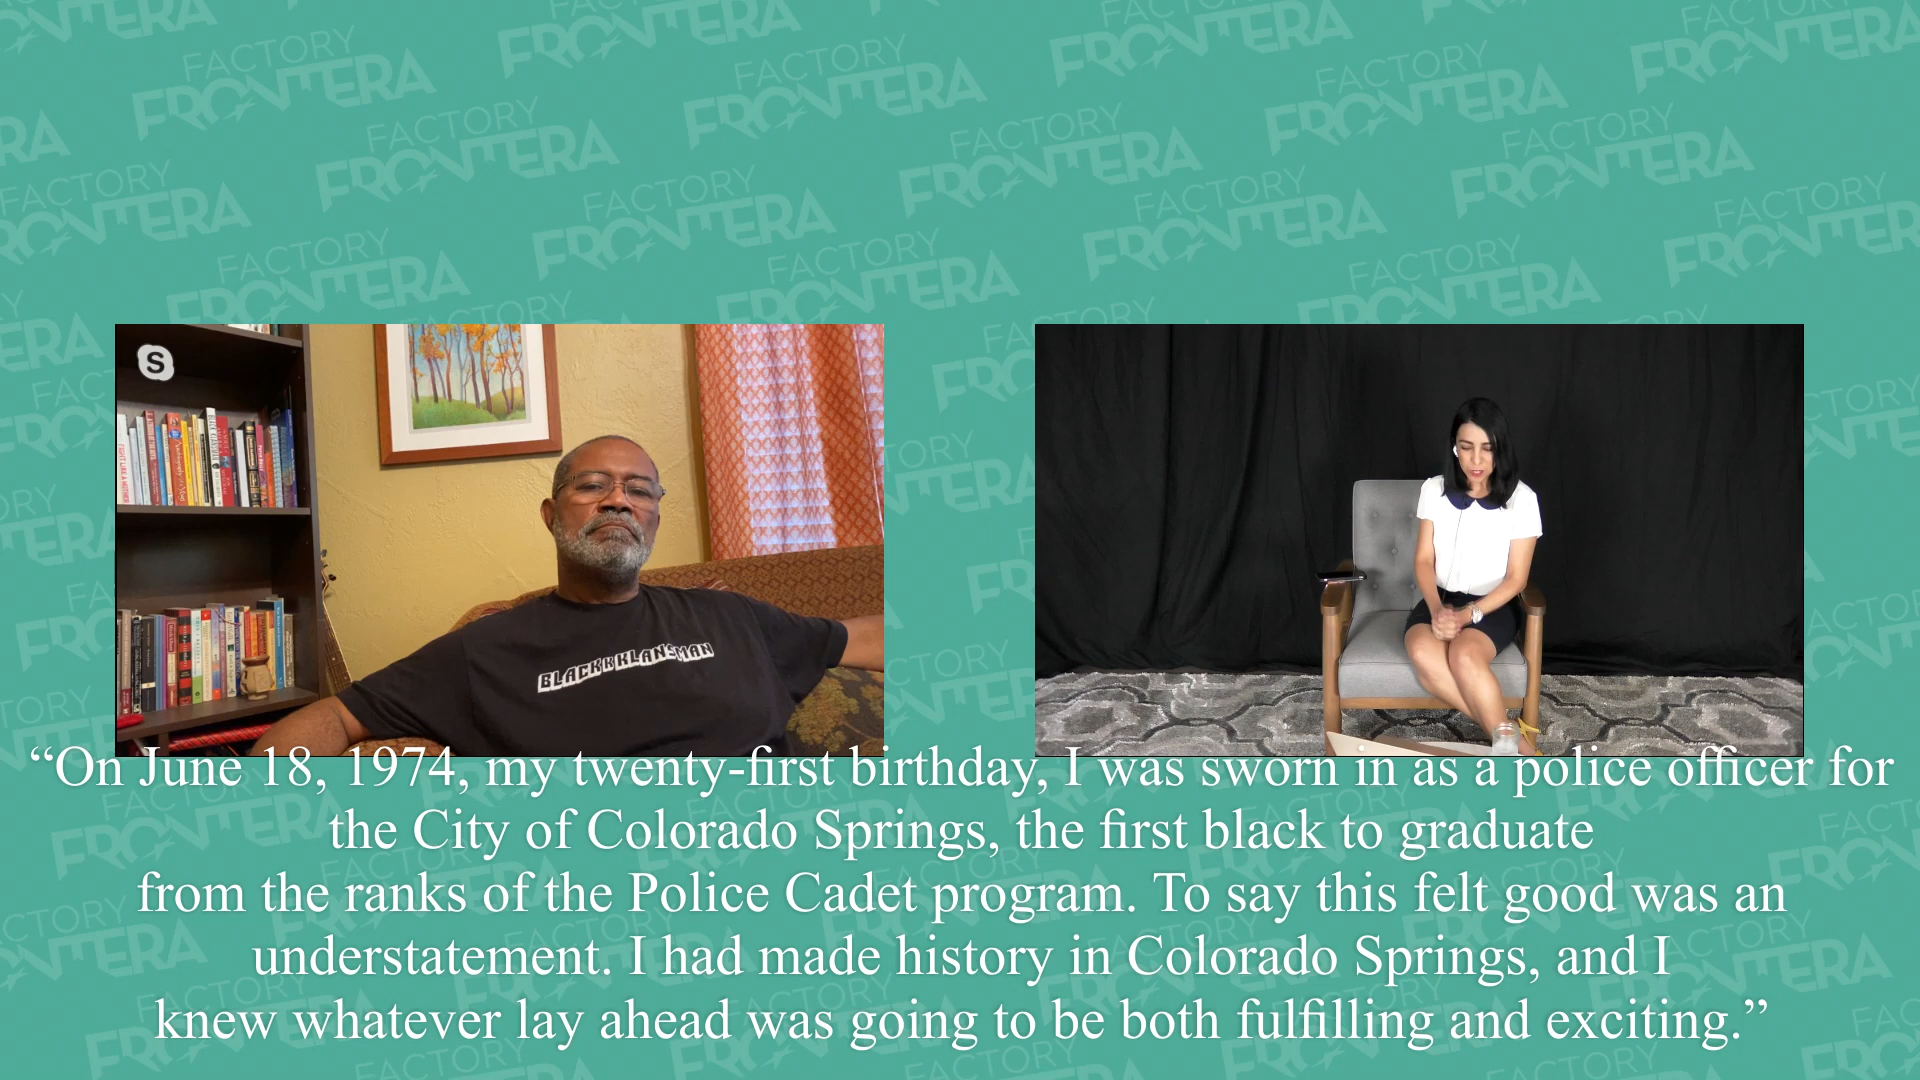 FACTORY
FRONTERA
S
BLACKkKLANSMAN
“On June 18, 1974, my twenty-first birthday, I was sworn in as a police officer for
the City of Colorado Springs, the first black to graduate
from the ranks of the Police Cadet program. To say this felt good was an
understatement. I had made history in Colorado Springs, and I
knew whatever lay ahead was going to be both fulfilling and exciting.”